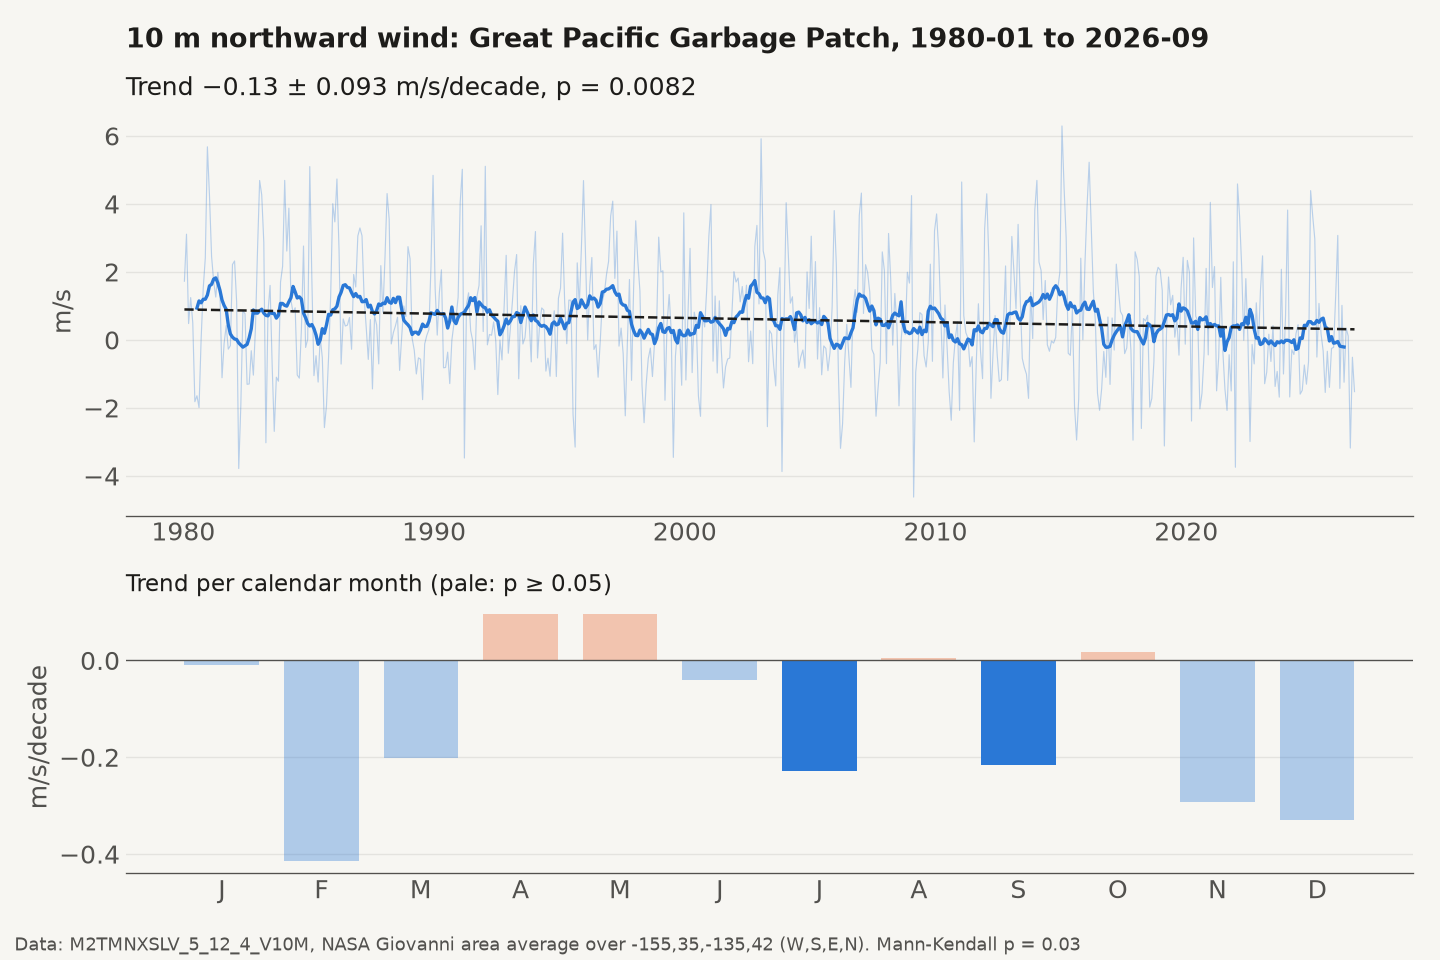 10 m northward wind: Great Pacific Garbage Patch, 1980-01 to 2026-09
Trend −0.13 ± 0.093 m/s/decade, p = 0.0082
m/s
6
4
2
0
−2
−4
1980 1990 2000 2010 2020
Trend per calendar month (pale: p ≥ 0.05)
m/s/decade
0.0
−0.2
−0.4
J F M A M J J A S O N D
Data: M2TMNXSLV_5_12_4_V10M, NASA Giovanni area average over -155,35,-135,42 (W,S,E,N). Mann-Kendall p = 0.03